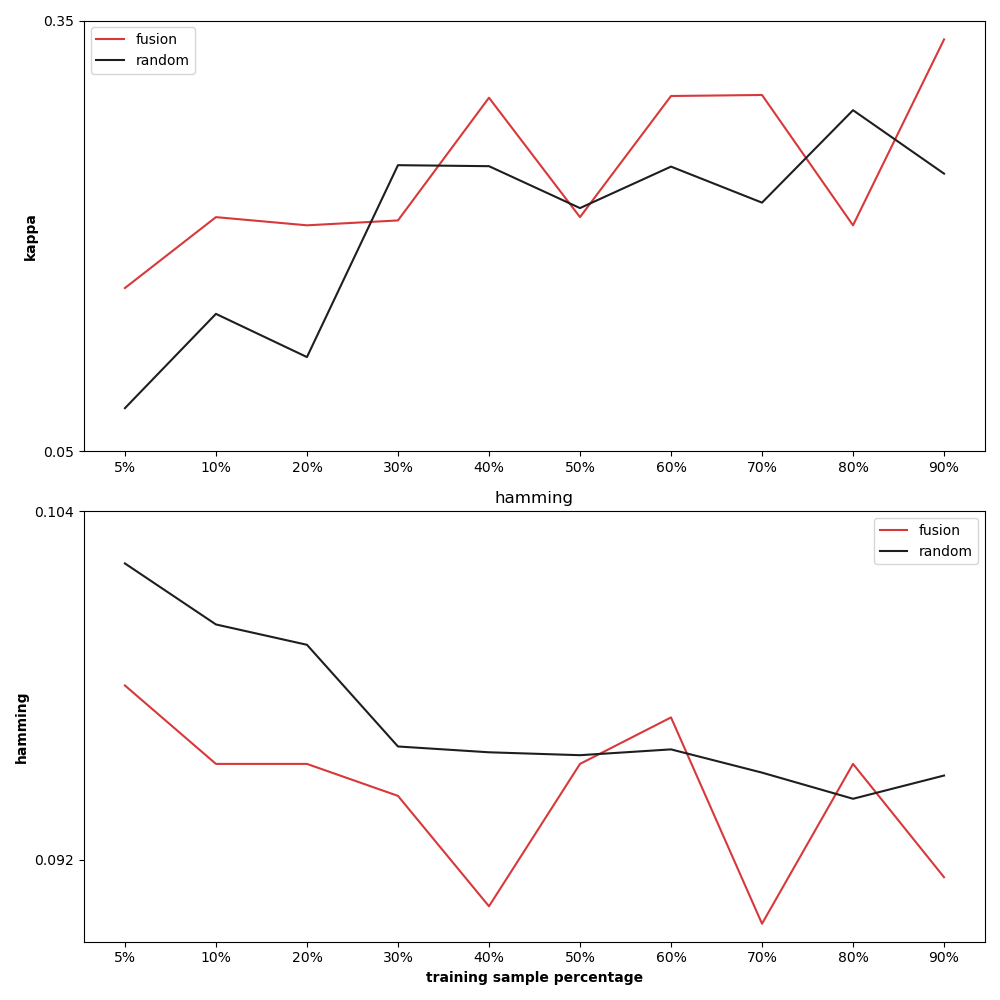 0.35
fusion
random
kappa
0.05
5% 10% 20% 30% 40% 50% 60% 70% 80% 90%
hamming
0.104
fusion
random
hamming
0.092
5% 10% 20% 30% 40% 50% 60% 70% 80% 90%
training sample percentage